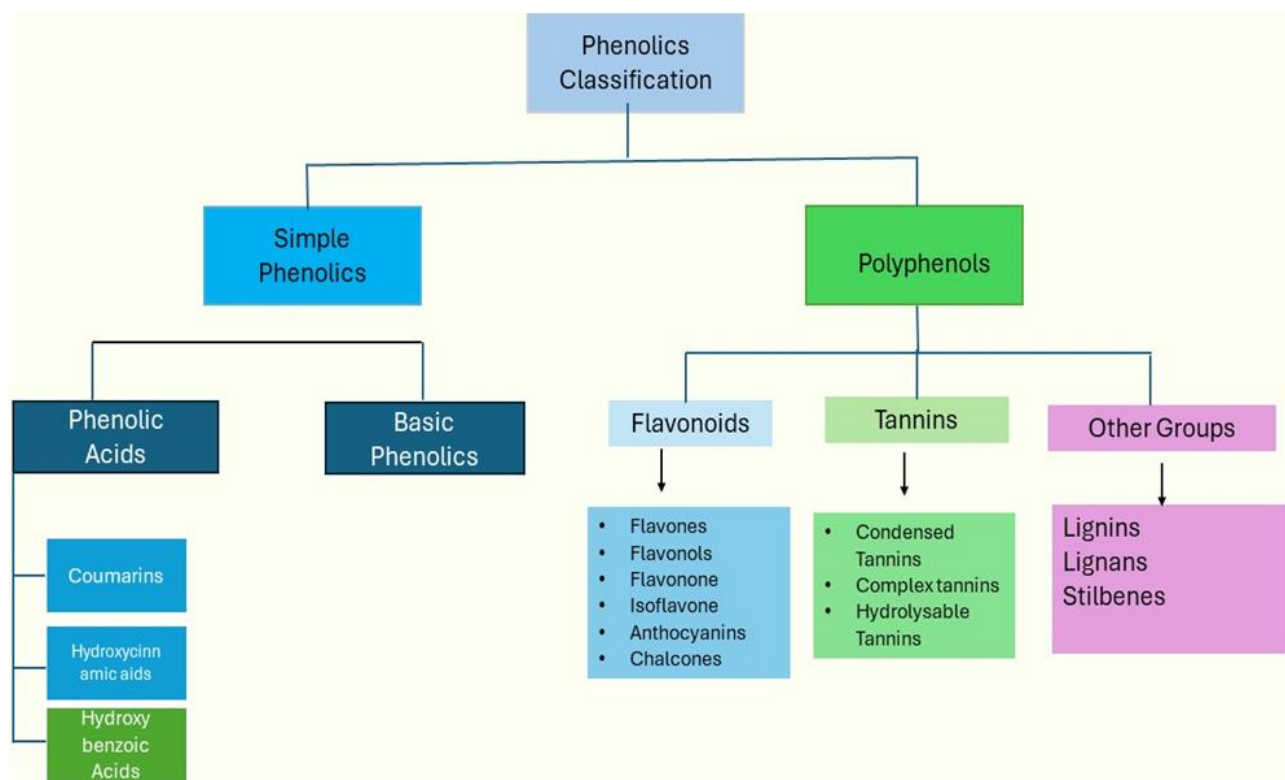 Phenolics
Classification
Simple
Phenolics
Polyphenols
Phenolic
Acids
Basic
Phenolics
Flavonoids
Tannins
Other Groups
Coumarins
Hydroxycinn
amic aids
Hydroxy
benzoic
Acids
• Flavones
• Flavonols
• Flavonone
• Isoflavone
• Anthocyanins
• Chalcones
• Condensed
Tannins
• Complex tannins
• Hydrolysable
Tannins
Lignins
Lignans
Stilbenes